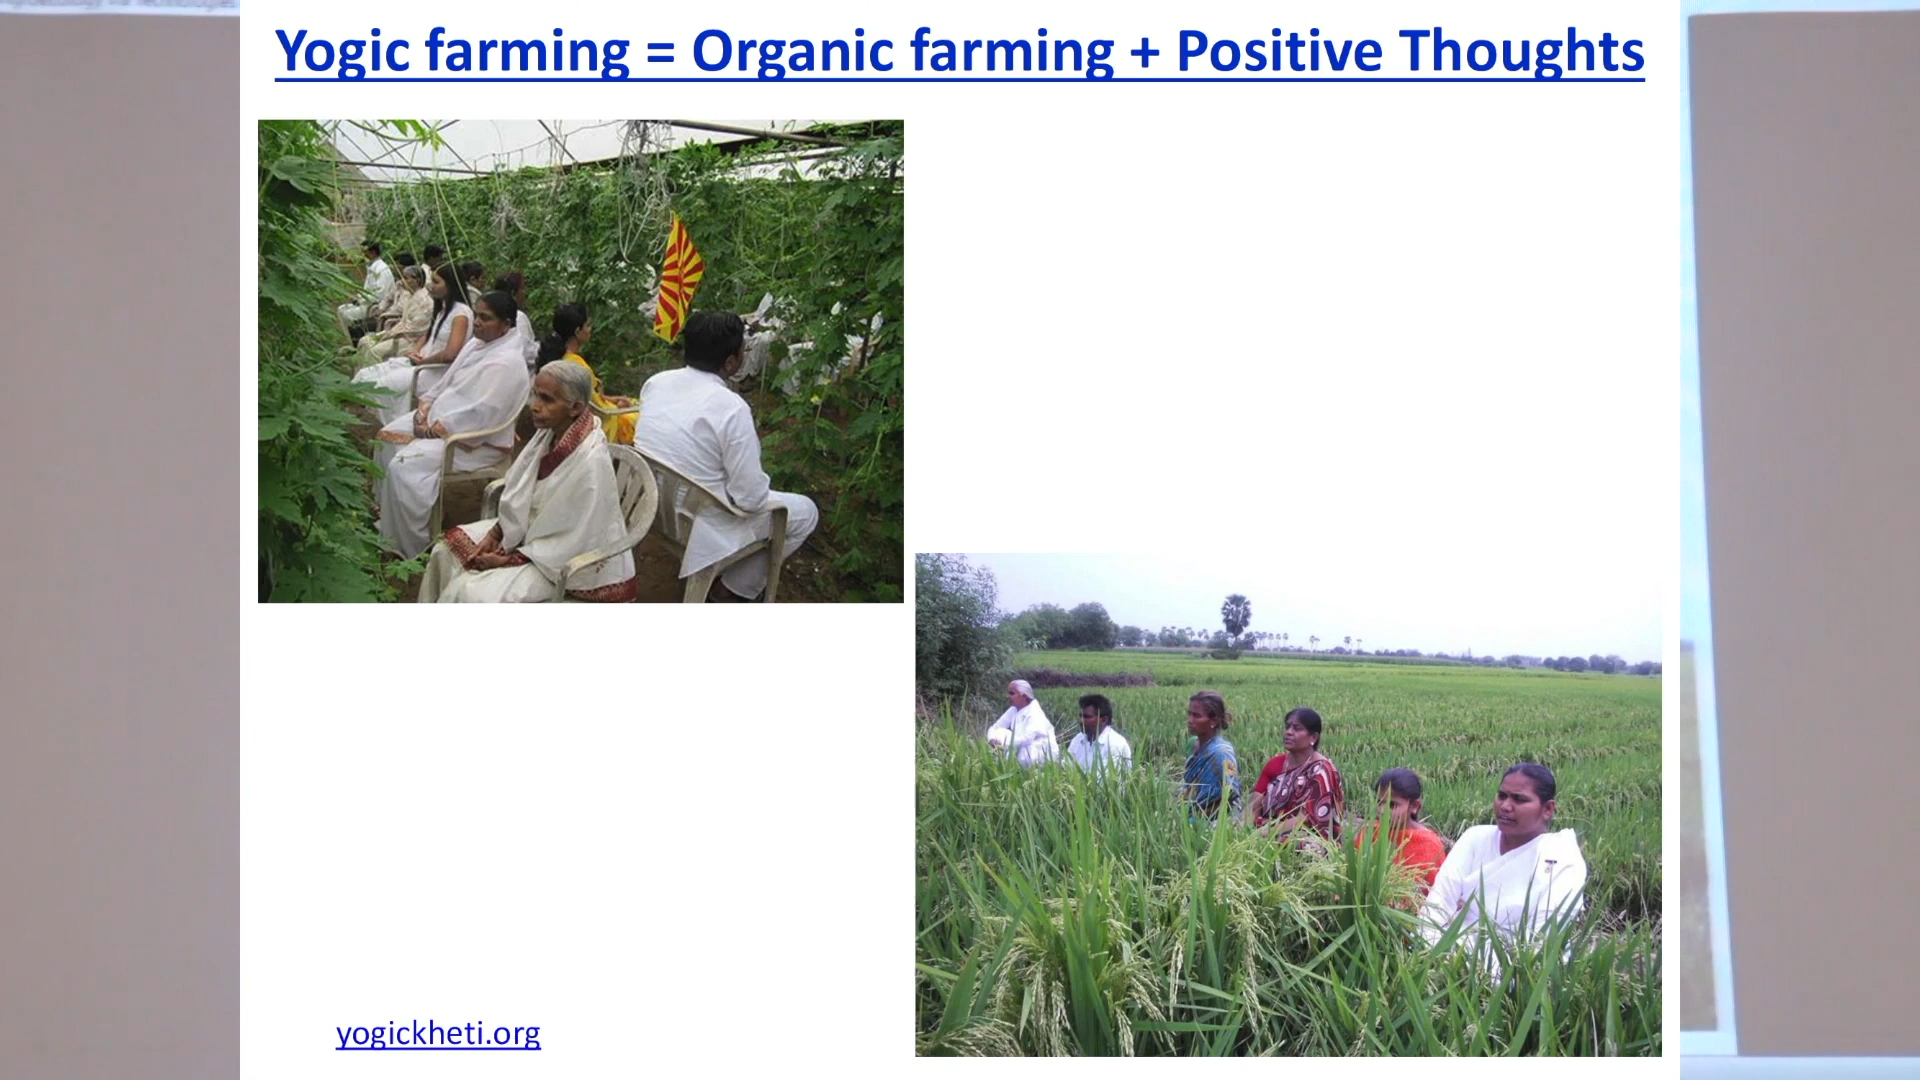 Yogic farming = Organic farming + Positive Thoughts
yogickheti.org